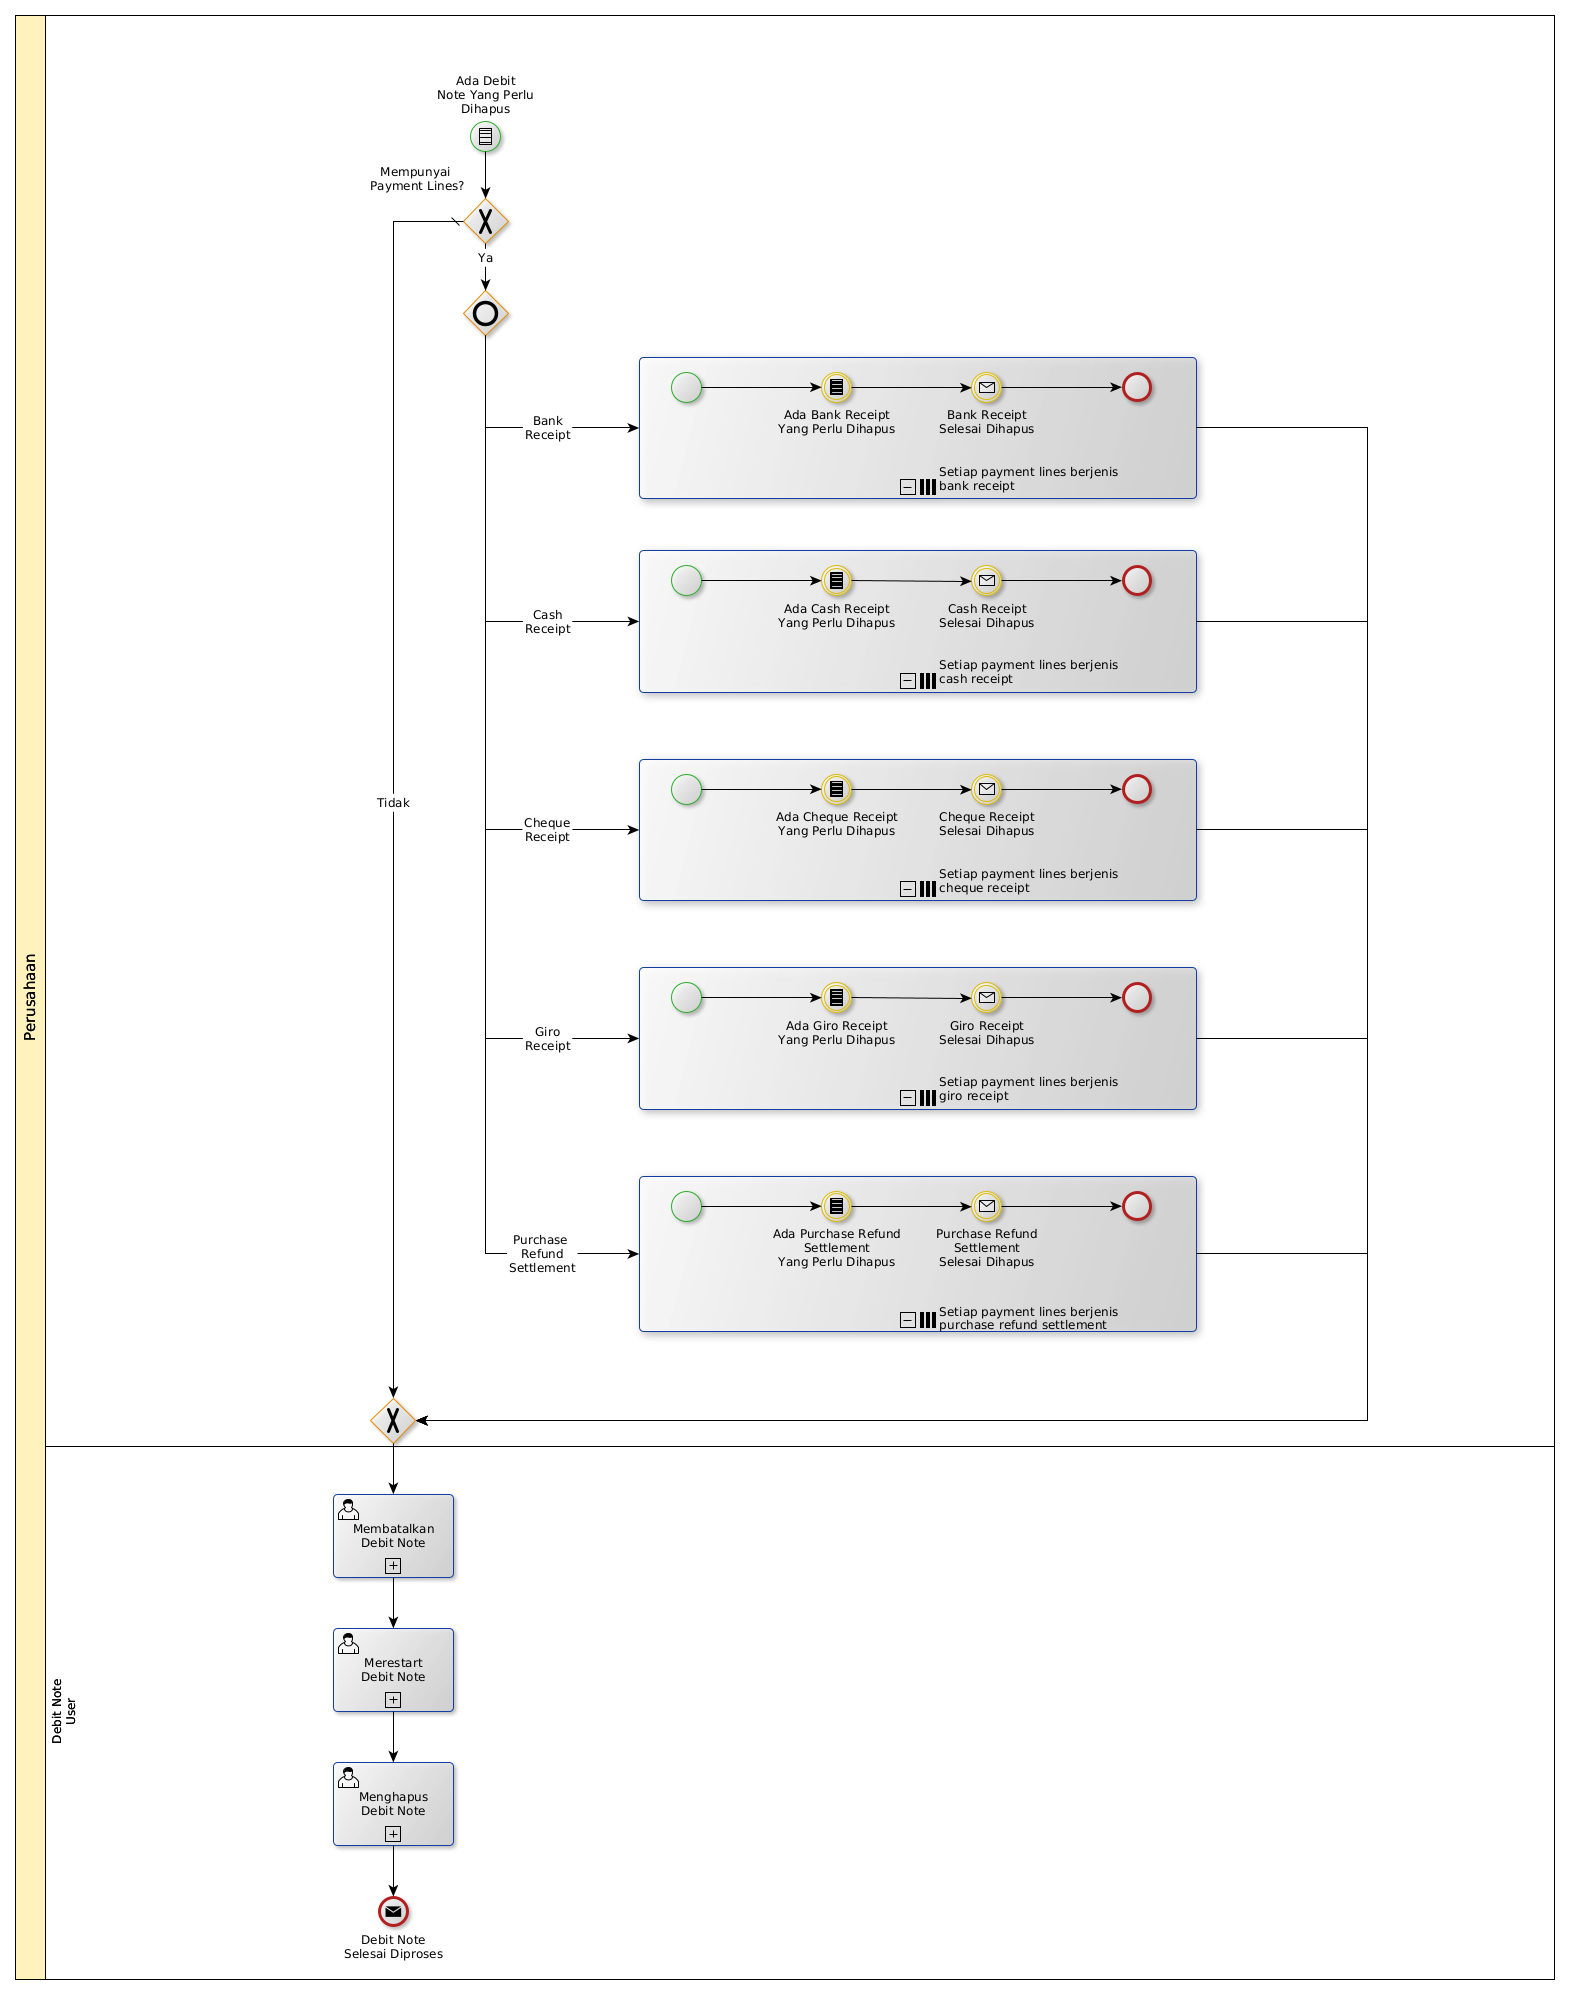 Ada Debit
Note Yang Perlu
Dihapus
Mempunyai
Payment Lines?
Ya
Bank
Receipt
Ada Bank Receipt
Yang Perlu Dihapus
Bank Receipt
Selesai Dihapus
Setiap payment lines berjenis
bank receipt
Cash
Receipt
Ada Cash Receipt
Yang Perlu Dihapus
Cash Receipt
Selesai Dihapus
Setiap payment lines berjenis
cash receipt
Tidak
Cheque
Receipt
Ada Cheque Receipt
Yang Perlu Dihapus
Cheque Receipt
Selesai Dihapus
Setiap payment lines berjenis
cheque receipt
Perusahaan
Giro
Receipt
Ada Giro Receipt
Yang Perlu Dihapus
Giro Receipt
Selesai Dihapus
Setiap payment lines berjenis
giro receipt
Purchase
Refund
Settlement
Ada Purchase Refund
Settlement
Yang Perlu Dihapus
Purchase Refund
Settlement
Selesai Dihapus
Setiap payment lines berjenis
purchase refund settlement
Debit Note
User
Membatalkan
Debit Note
Merestart
Debit Note
Menghapus
Debit Note
Debit Note
Selesai Diproses